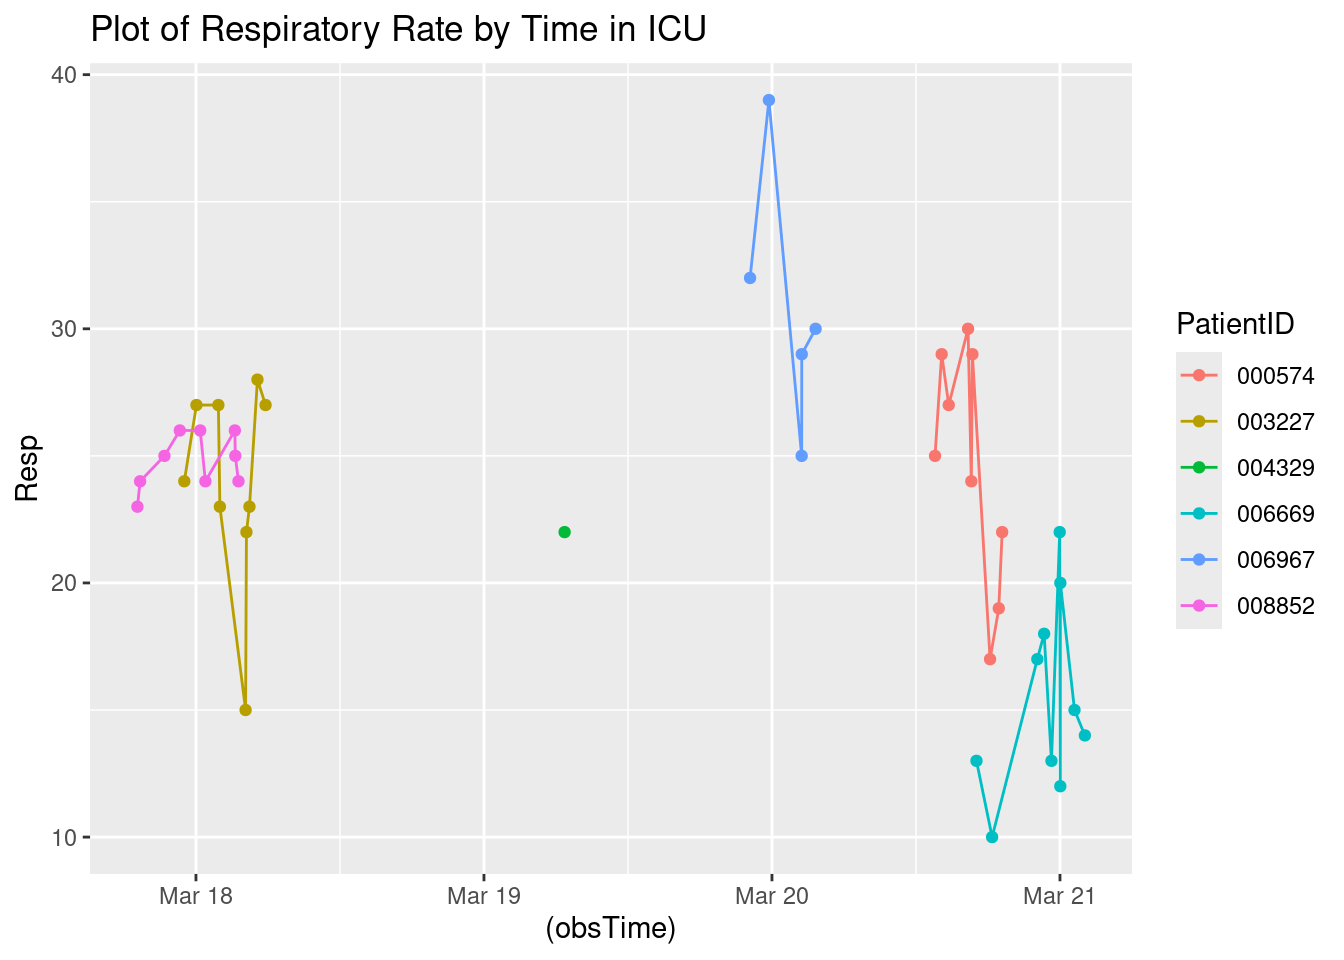 Plot of Respiratory Rate by Time in ICU
40
30
20
10
Resp
Mar 18
Mar 19
Mar 20
Mar 21
(obsTime)
PatientID
000574
003227
004329
006669
006967
008852